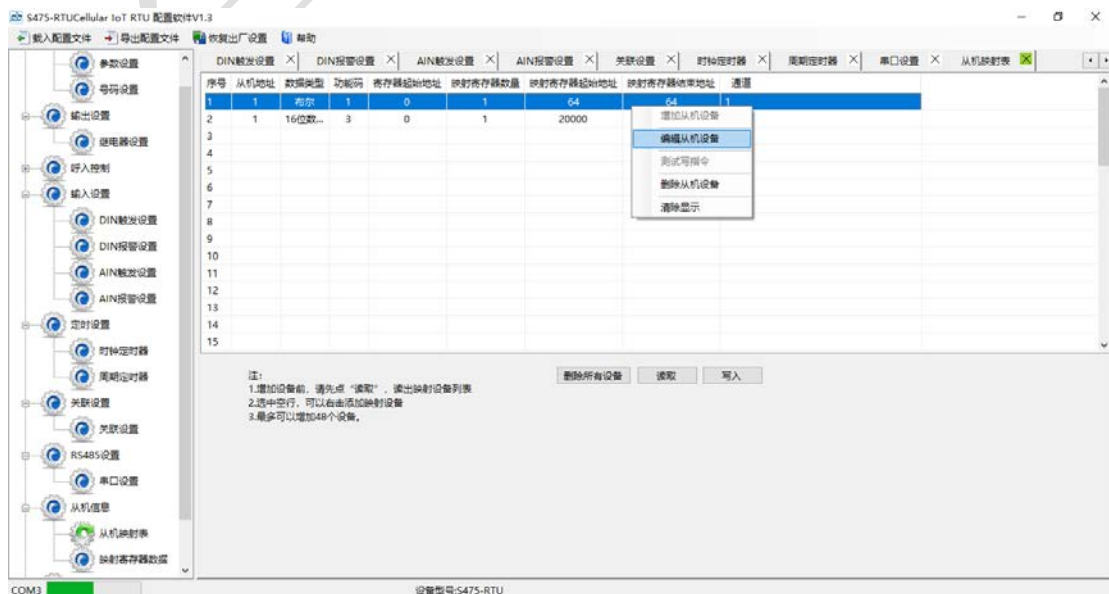 S475-RTUCellular IoT RTU 配置软件V1.3
载入配置文件 导出配置文件 恢复出厂设置 帮助
参数设置
号码设置
输出设置
继电器设置
呼入控制
输入设置
DIN触发设置
DIN报警设置
AIN触发设置
AIN报警设置
定时设置
时钟定时器
周期定时器
关联设置
关联设置
RS485设置
串口设置
从机信息
从机映射表
映射寄存器数据
DIN触发设置 DIN报警设置 AIN触发设置 AIN报警设置 关联设置 时钟定时器 周期定时器 串口设置 从机映射表
序号 从机地址 数据类型 功能码 寄存器起始地址 映射寄存器数量 映射寄存器起始地址 映射寄存器结束地址 通道
1 1 布尔 1 0 1 64 64 1
2 1 16位数... 3 0 1 20000
3
4
5
6
7
8
9
10
11
12
13
14
15
增加从机设备
编辑从机设备
测试写指令
删除从机设备
清除显示
注:
1.增加设备前，请先点“读取”，读出映射设备列表
2.选中空行，可以右击添加映射设备
3.最多可以增加48个设备。
删除所有设备 读取 写入
COM3 设备型号:S475-RTU